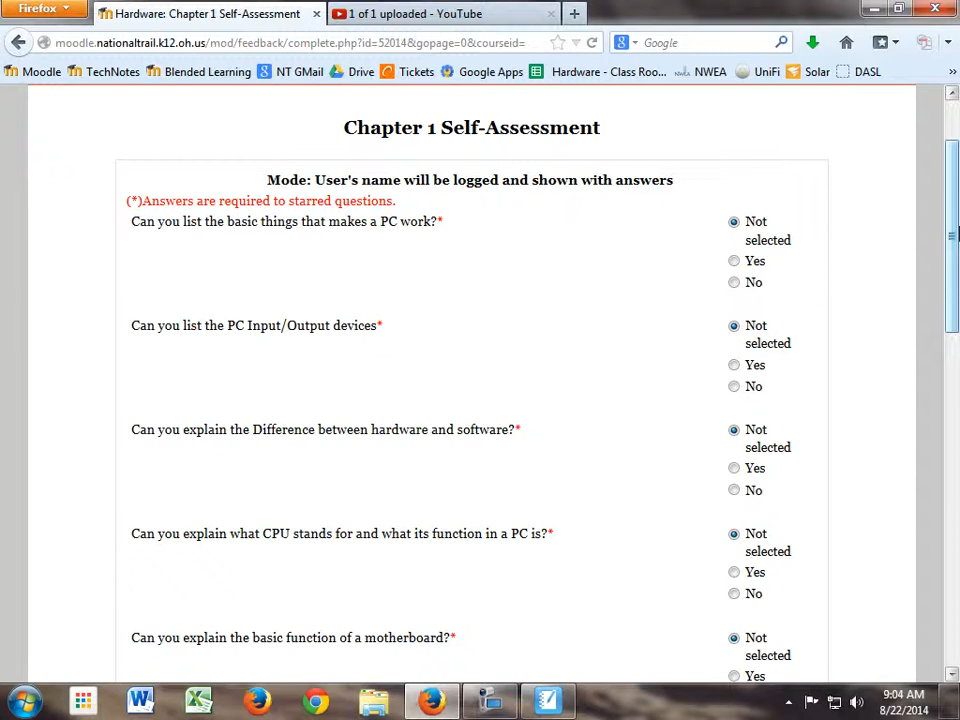 Firefox
Hardware: Chapter 1 Self-Assessment
1 of 1 uploaded - YouTube
moodle.nationaltrail.k12.oh.us/mod/feedback/complete.php?id=52014&gopage=0&courseid=
Google
Moodle TechNotes Blended Learning NT GMail Drive Tickets Google Apps Hardware - Class Roo... NWEA UniFi Solar DASL
Chapter 1 Self-Assessment
Mode: User's name will be logged and shown with answers
(*)Answers are required to starred questions.
Can you list the basic things that makes a PC work?*
Not selected
Yes
No
Can you list the PC Input/Output devices*
Not selected
Yes
No
Can you explain the Difference between hardware and software?*
Not selected
Yes
No
Can you explain what CPU stands for and what its function in a PC is?*
Not selected
Yes
No
Can you explain the basic function of a motherboard?*
Not selected
Yes
9:04 AM
8/22/2014